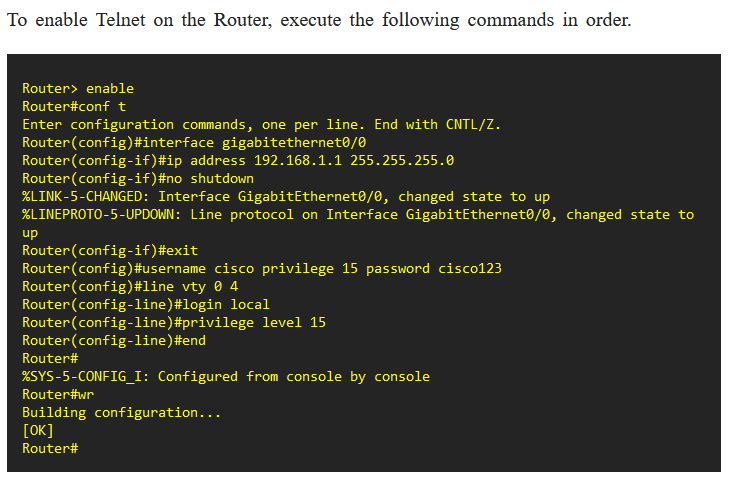 To enable Telnet on the Router, execute the following commands in order.
Router> enable
Router#conf t
Enter configuration commands, one per line. End with CNTL/Z.
Router(config)#interface gigabitethernet0/0
Router(config-if)#ip address 192.168.1.1 255.255.255.0
Router(config-if)#no shutdown
%LINK-5-CHANGED: Interface GigabitEthernet0/0, changed state to up
%LINEPROTO-5-UPDOWN: Line protocol on Interface GigabitEthernet0/0, changed state to
up
Router(config-if)#exit
Router(config)#username cisco privilege 15 password cisco123
Router(config)#line vty 0 4
Router(config-line)#login local
Router(config-line)#privilege level 15
Router(config-line)#end
Router#
%SYS-5-CONFIG_I: Configured from console by console
Router#wr
Building configuration...
[OK]
Router#